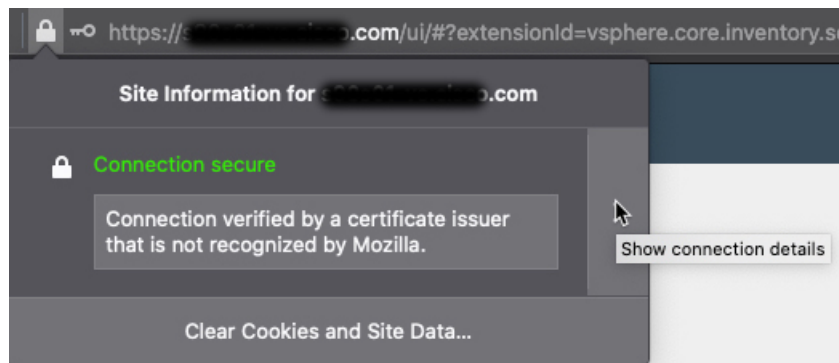 https:// .com/ui/#?extensionId=vsphere.core.inventory.s
Site Information for .com
Connection secure
Connection verified by a certificate issuer
that is not recognized by Mozilla.
Show connection details
Clear Cookies and Site Data...